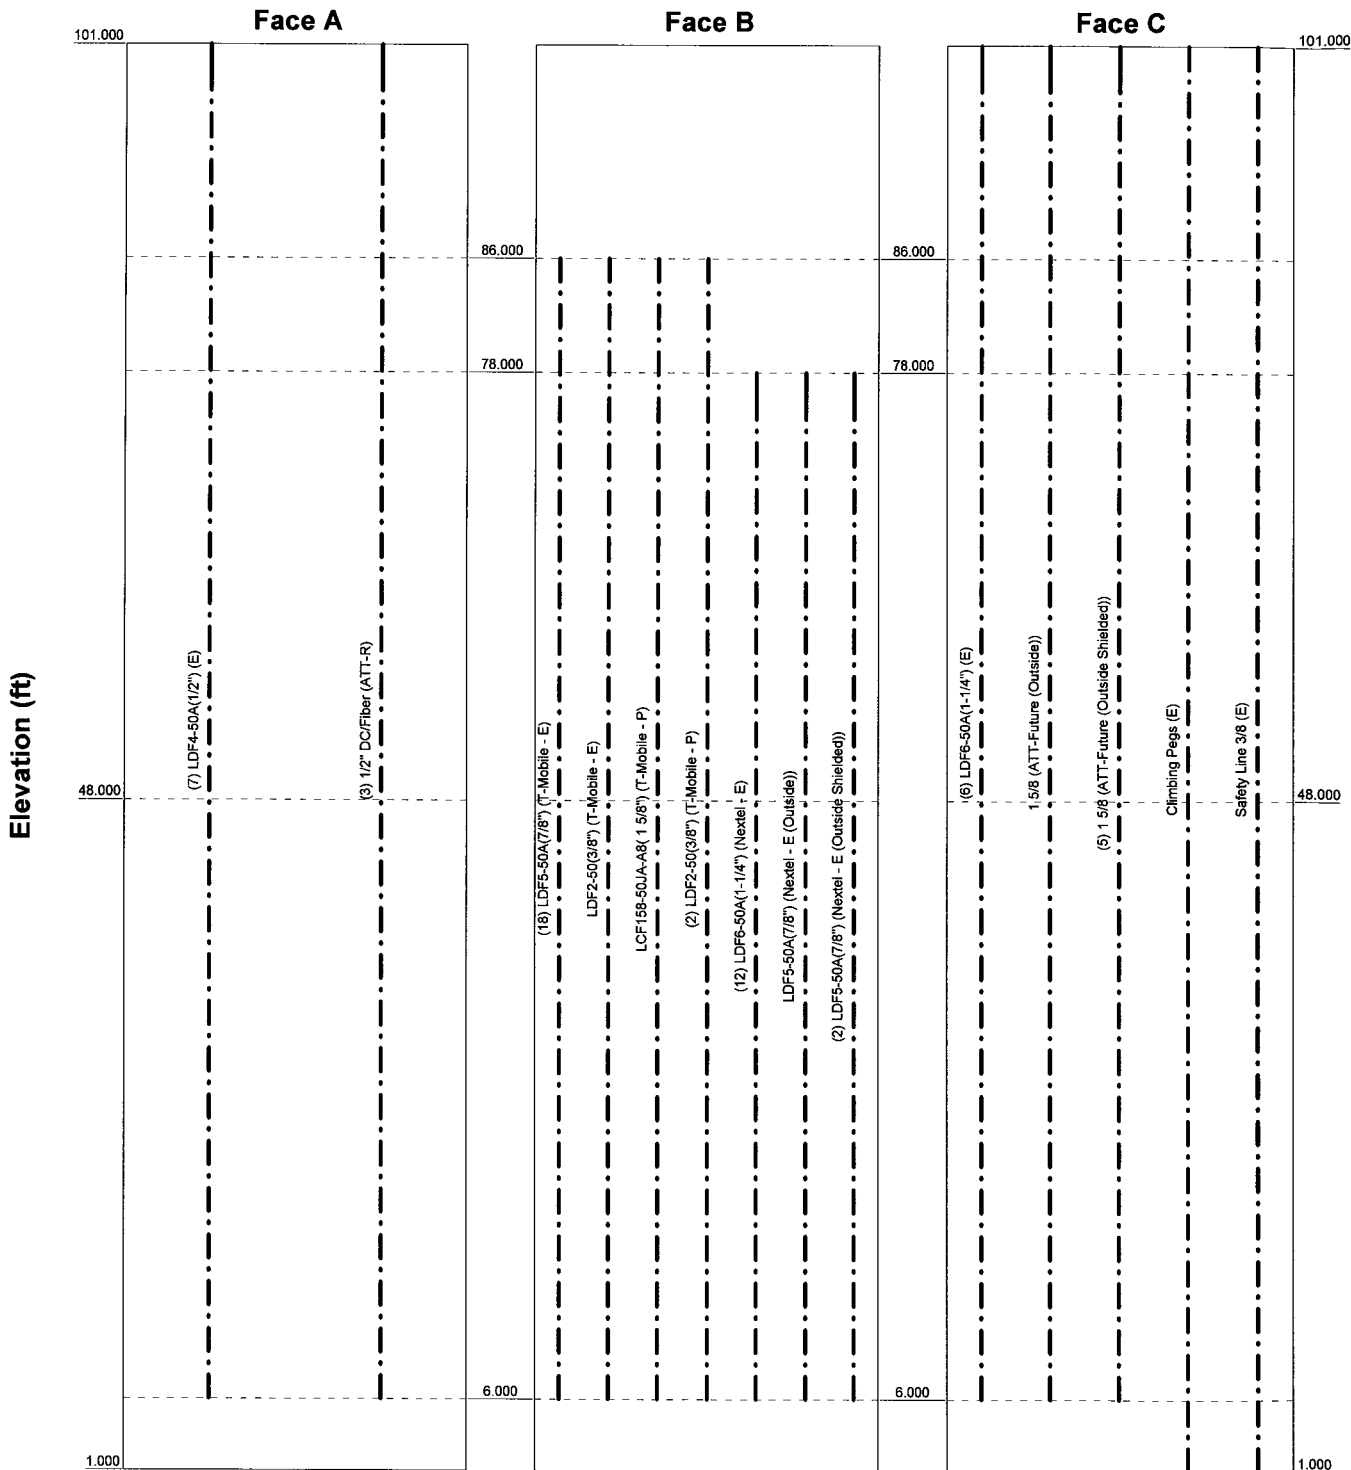 Face A
Face B
Face C
101.000
101.000
86.000
86.000
78.000
78.000
Elevation (ft)
(7) LDF4-50A(1/2") (E)
(3) 1/2" DC/Fiber (ATT-R)
(18) LDF5-50A(7/8") (T-Mobile - E)
LDF2-50(3/8") (T-Mobile - E)
LCF158-50JA-A8( 1 5/8") (T-Mobile - P)
(2) LDF2-50(3/8") (T-Mobile - P)
(12) LDF6-50A(1-1/4") (Nextel - E)
LDF5-50A(7/8") (Nextel - E (Outside))
(2) LDF5-50A(7/8") (Nextel - E (Outside Shielded))
(6) LDF6-50A(1-1/4") (E)
1 5/8 (ATT-Future (Outside))
(5) 1 5/8 (ATT-Future (Outside Shielded))
Climbing Pegs (E)
Safety Line 3/8 (E)
48.000
48.000
6.000
6.000
1.000
1.000